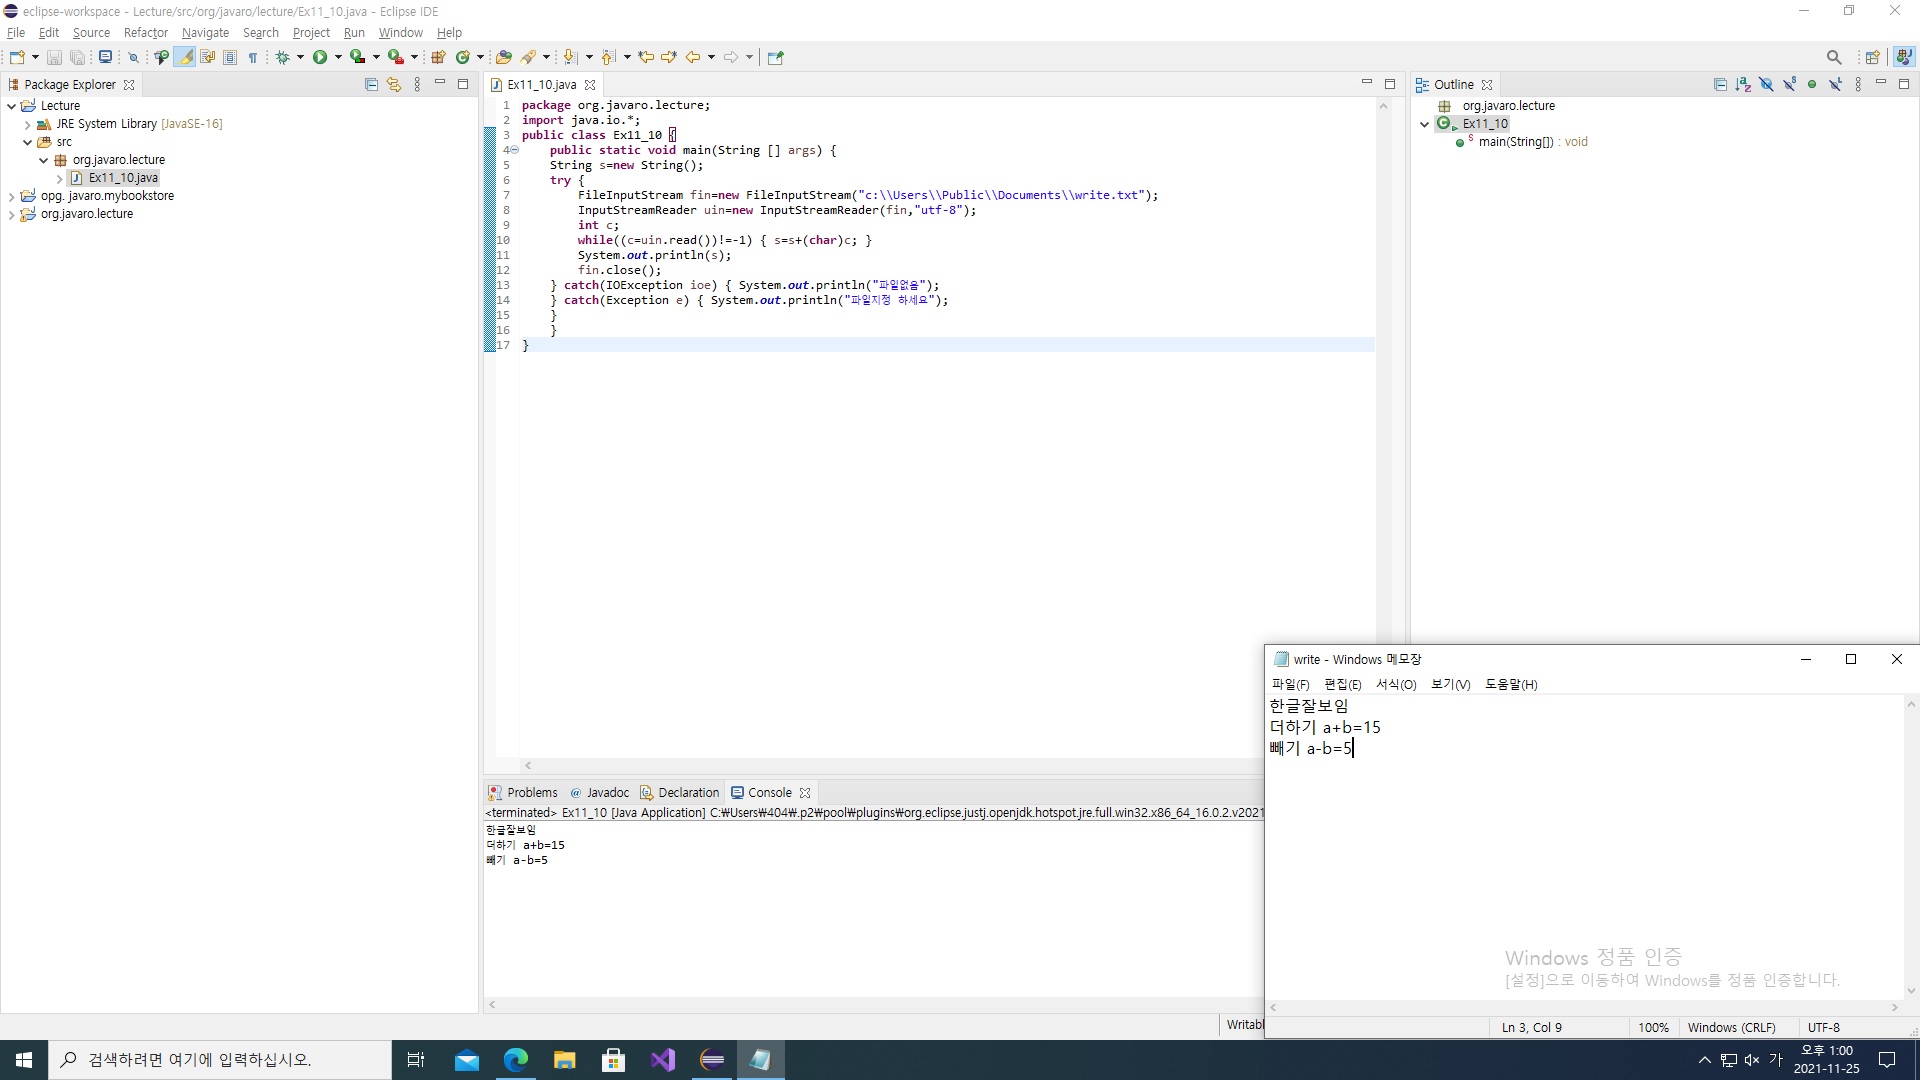 eclipse-workspace - Lecture/src/org/javaro/lecture/Ex11_10.java - Eclipse IDE
File Edit Source Refactor Navigate Search Project Run Window Help
Package Explorer
Lecture
JRE System Library [JavaSE-16]
src
org.javaro.lecture
Ex11_10.java
opg. javaro.mybookstore
org.javaro.lecture
Ex11_10.java
1 package org.javaro.lecture;
2 import java.io.*;
3 public class Ex11_10 {
4 public static void main(String [] args) {
5 String s=new String();
6 try {
7 FileInputStream fin=new FileInputStream("c:\\Users\\Public\\Documents\\write.txt");
8 InputStreamReader uin=new InputStreamReader(fin,"utf-8");
9 int c;
10 while((c=uin.read())!=-1) { s=s+(char)c; }
11 System.out.println(s);
12 fin.close();
13 } catch(IOException ioe) { System.out.println("파일없음");
14 } catch(Exception e) { System.out.println("파일지정 하세요");
15 }
16 }
17 }
Outline
org.javaro.lecture
Ex11_10
main(String[]) : void
Problems Javadoc Declaration Console
<terminated> Ex11_10 [Java Application] C:₩Users₩404₩.p2₩pool₩plugins₩org.eclipse.justj.openjdk.hotspot.jre.full.win32.x86_64_16.0.2.v2021
한글잘보임
더하기 a+b=15
빼기 a-b=5
Writabl
write - Windows 메모장
파일(F) 편집(E) 서식(O) 보기(V) 도움말(H)
한글잘보임
더하기 a+b=15
빼기 a-b=5
Windows 정품 인증
[설정]으로 이동하여 Windows를 정품 인증합니다.
Ln 3, Col 9 100% Windows (CRLF) UTF-8
검색하려면 여기에 입력하십시오.
가
오후 1:00
2021-11-25